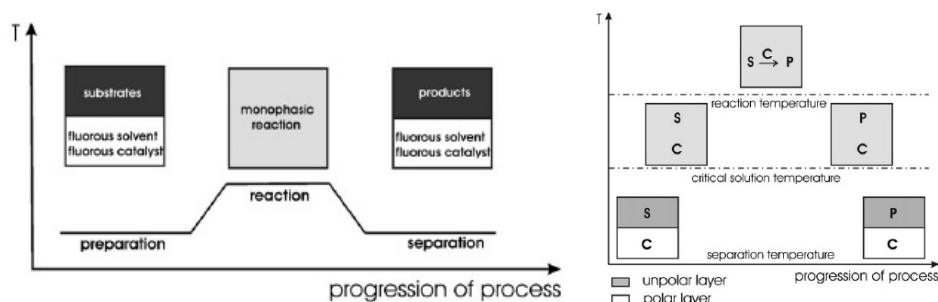 T
substrates
fluorous solvent
fluorous catalyst
monophasic
reaction
products
fluorous solvent
fluorous catalyst
reaction
preparation
separation
progression of process
T
C
S → P
reaction temperature
S
C
P
C
critical solution temperature
S
C
P
C
separation temperature
progression of process
unpolar layer
polar layer